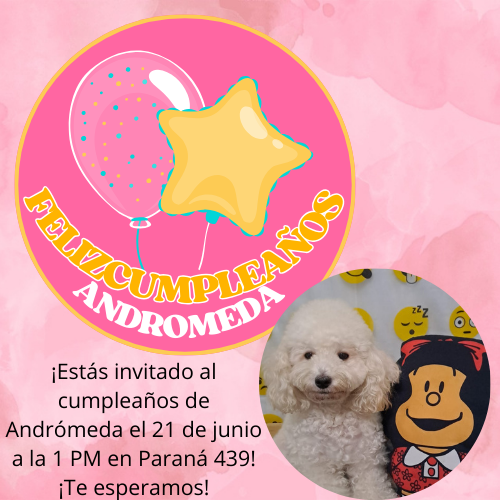 FELIZCUMPLEAÑOS
ANDROMEDA
zzZ
¡Estás invitado al
cumpleaños de
Andrómeda el 21 de junio
a la 1 PM en Paraná 439!
¡Te esperamos!